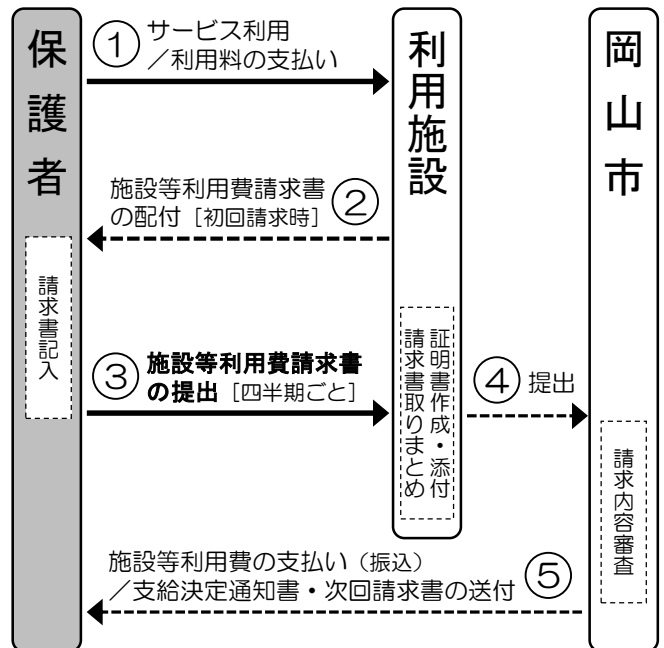 保護者
利用施設
岡山市
①サービス利用
／利用料の支払い
施設等利用費請求書
の配付［初回請求時］②
請求書記入
③施設等利用費請求書
の提出［四半期ごと］
証明書作成・添付
請求書取りまとめ
④提出
請求内容審査
施設等利用費の支払い（振込）
／支給決定通知書・次回請求書の送付⑤